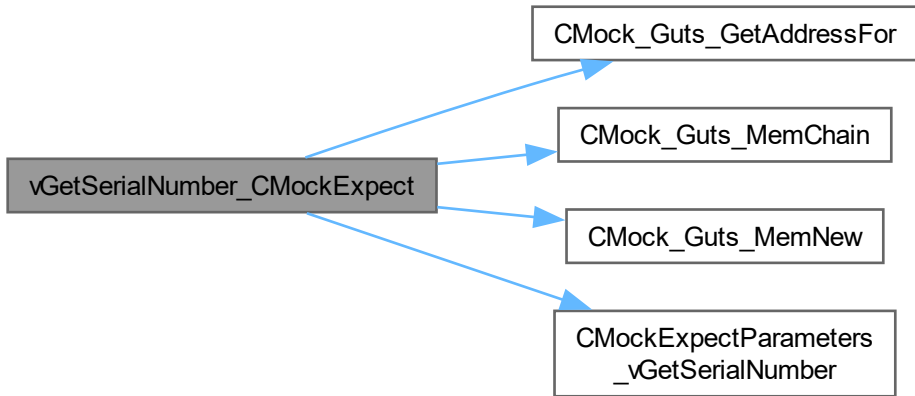 CMock_Guts_GetAddressFor
CMock_Guts_MemChain
vGetSerialNumber_CMockExpect
CMock_Guts_MemNew
CMockExpectParameters
_vGetSerialNumber